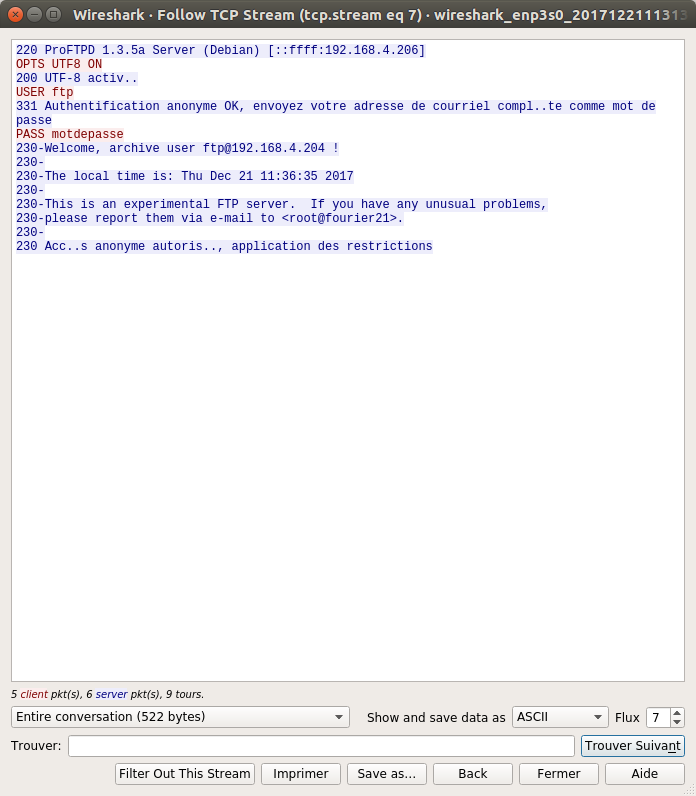 Wireshark · Follow TCP Stream (tcp.stream eq 7) · wireshark_enp3s0_2017122111313
220 ProFTPD 1.3.5a Server (Debian) [::ffff:192.168.4.206]
OPTS UTF8 ON
200 UTF-8 activ..
USER ftp
331 Authentification anonyme OK, envoyez votre adresse de courriel compl..te comme mot de
passe
PASS motdepasse
230-Welcome, archive user ftp@192.168.4.204 !
230-
230-The local time is: Thu Dec 21 11:36:35 2017
230-
230-This is an experimental FTP server.  If you have any unusual problems,
230-please report them via e-mail to <root@fourier21>.
230-
230 Acc..s anonyme autoris.., application des restrictions
5 client pkt(s), 6 server pkt(s), 9 tours.
Entire conversation (522 bytes) Show and save data as ASCII Flux 7
Trouver: Trouver Suivant
Filter Out This Stream Imprimer Save as... Back Fermer Aide